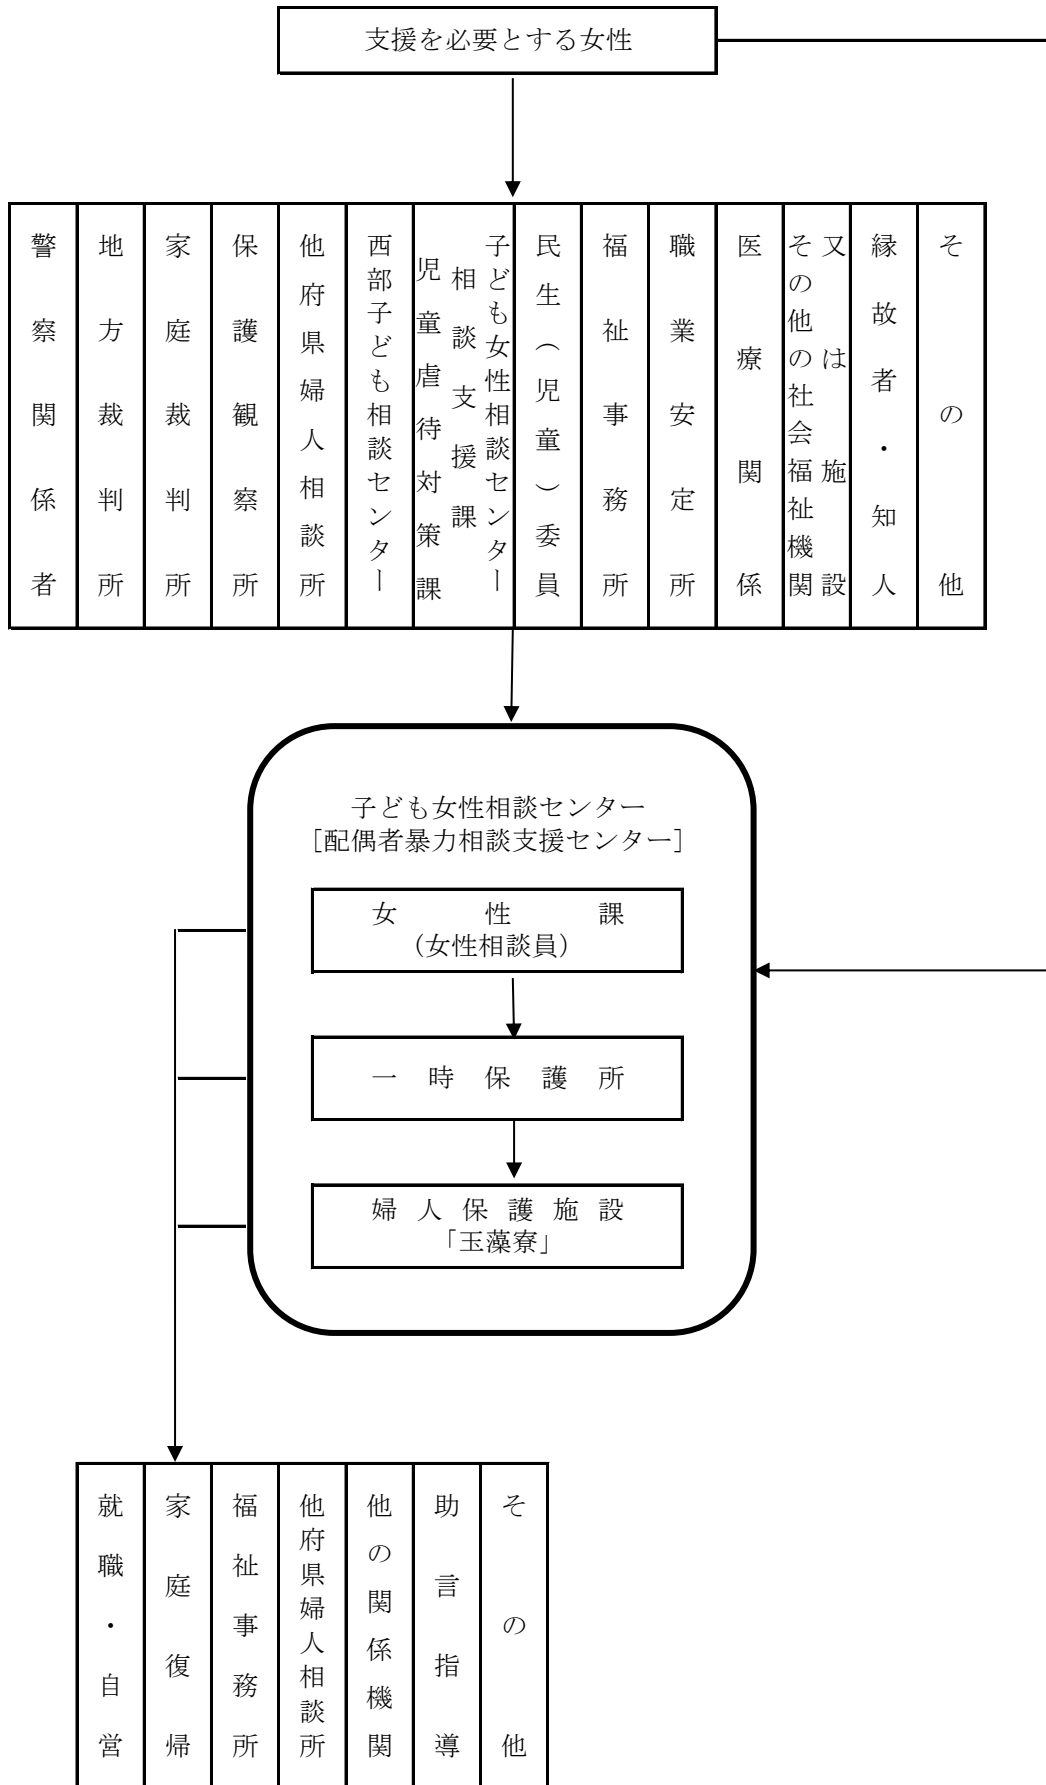 支援を必要とする女性
警察関係者
地方裁判所
家庭裁判所
保護観察所
他府県婦人相談所
西部子ども相談センター
子ども女性相談センター
相談支援課
児童虐待対策課
民生（児童）委員
福祉事務所
職業安定所
医療関係
又は施設
その他の社会福祉機関
縁故者・知人
その他
子ども女性相談センター
［配偶者暴力相談支援センター］
女性課
（女性相談員）
一時保護所
婦人保護施設
「玉藻寮」
就職・自営
家庭復帰
福祉事務所
他府県婦人相談所
他の関係機関
助言指導
その他